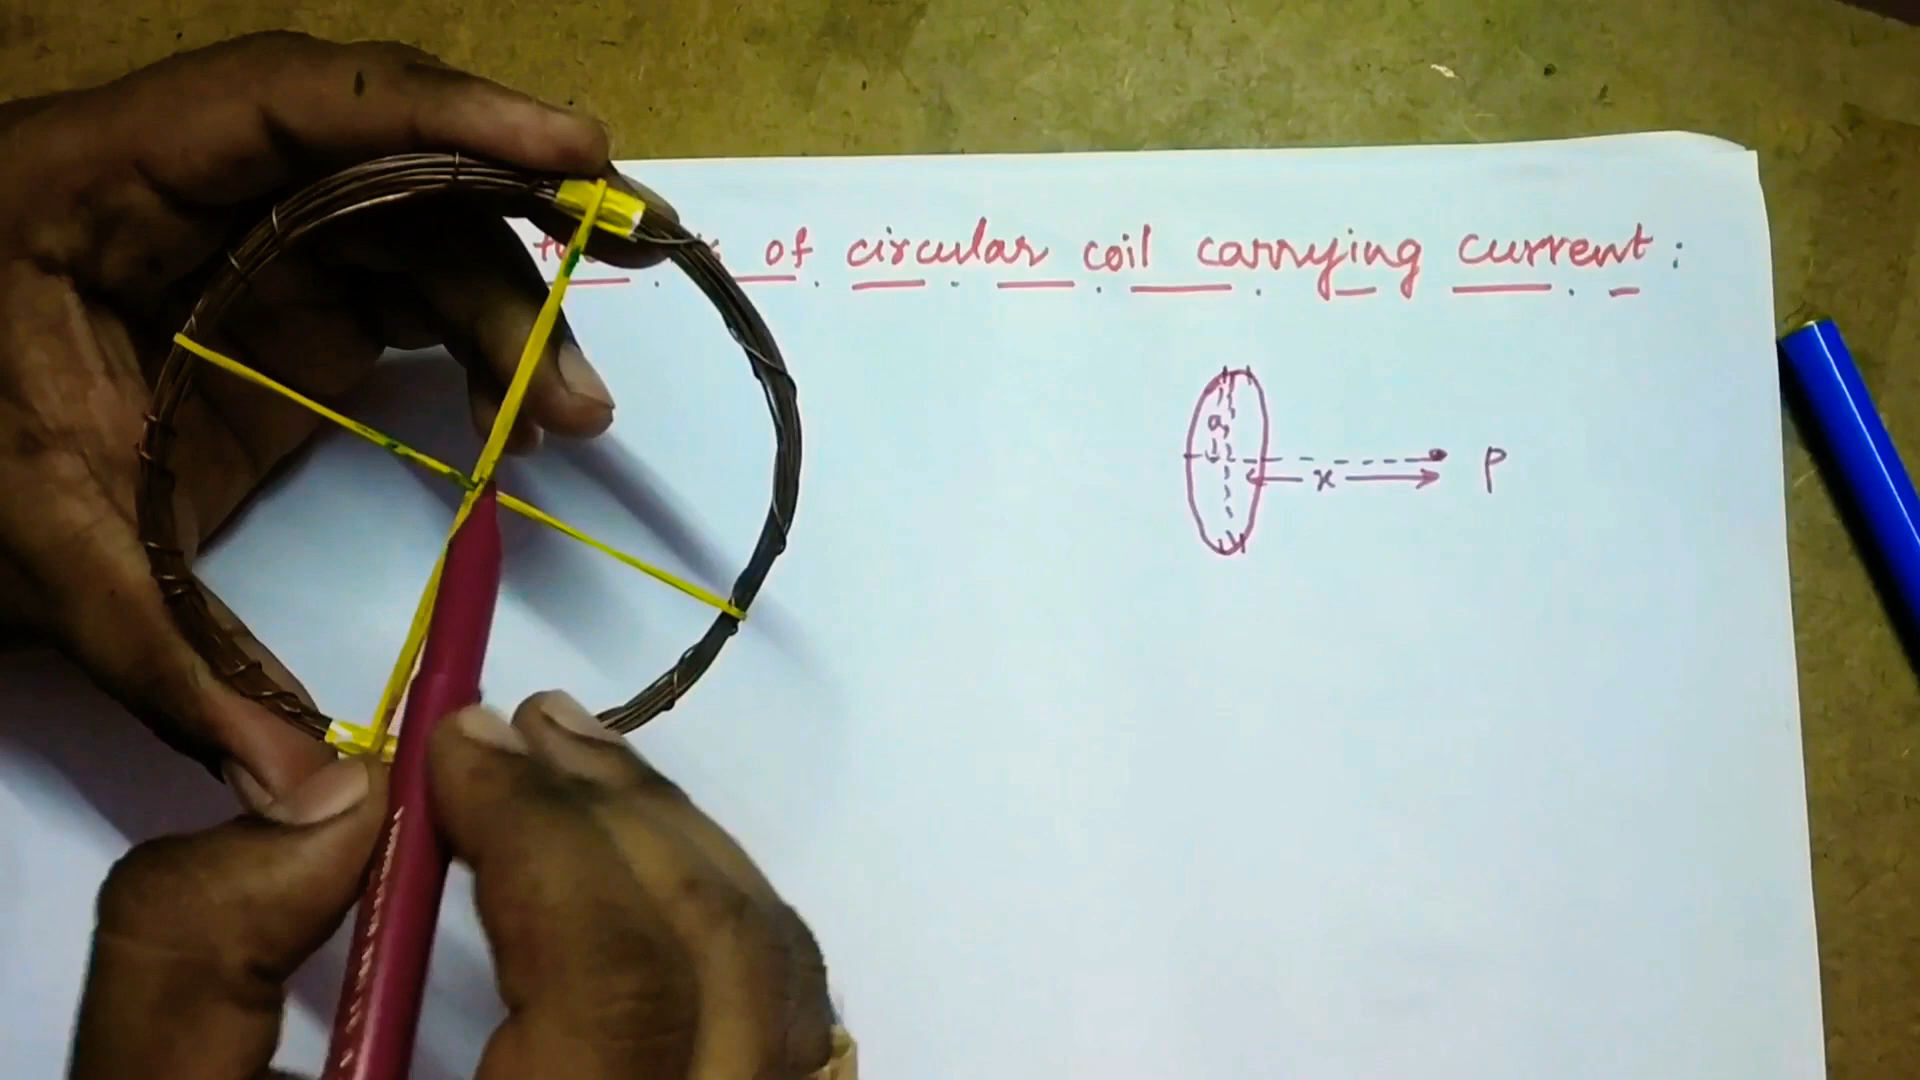 of circular coil carrying current :
a
x
P